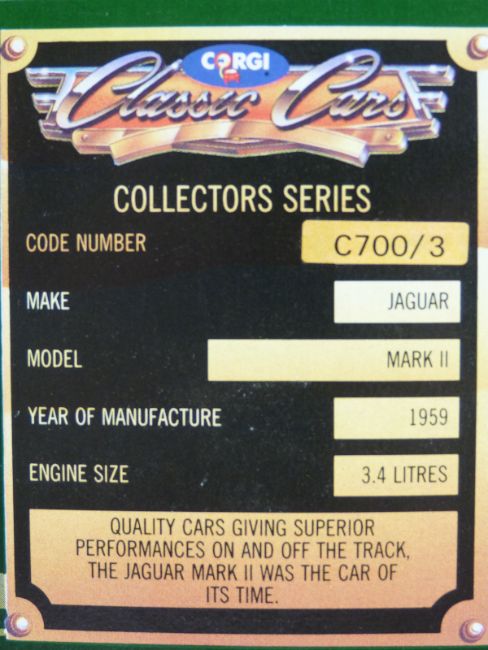 CORGI
Classic Cars
COLLECTORS SERIES
CODE NUMBER C700/3
MAKE JAGUAR
MODEL MARK II
YEAR OF MANUFACTURE 1959
ENGINE SIZE 3.4 LITRES
QUALITY CARS GIVING SUPERIOR
PERFORMANCES ON AND OFF THE TRACK,
THE JAGUAR MARK II WAS THE CAR OF
ITS TIME.